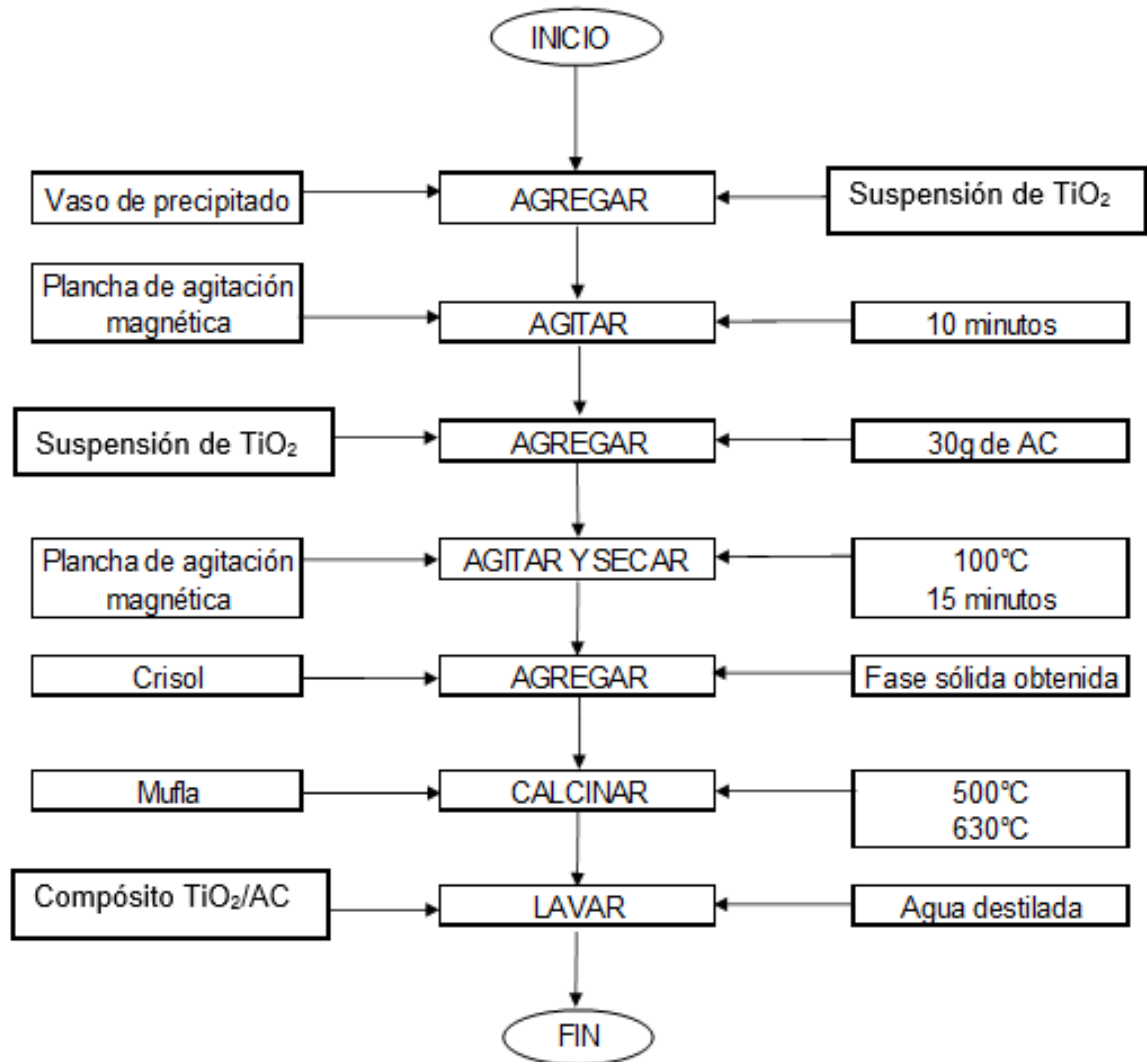 INICIO
Vaso de precipitado
AGREGAR
Suspensión de TiO₂
Plancha de agitación
magnética
AGITAR
10 minutos
Suspensión de TiO₂
AGREGAR
30g de AC
Plancha de agitación
magnética
AGITAR Y SECAR
100°C
15 minutos
Crisol
AGREGAR
Fase sólida obtenida
Mufla
CALCINAR
500°C
630°C
Compósito TiO₂/AC
LAVAR
Agua destilada
FIN